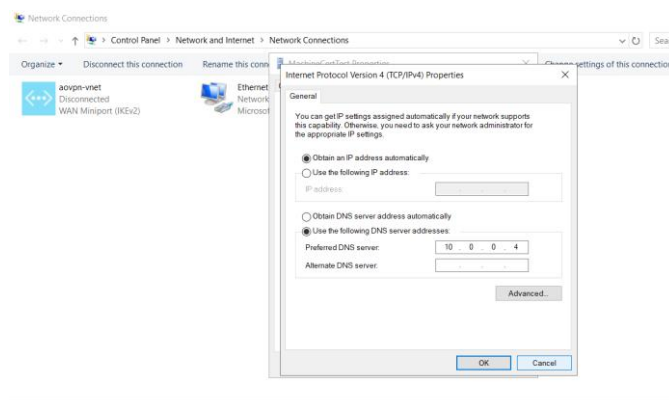 Network Connections
Control Panel > Network and Internet > Network Connections
Organize Disconnect this connection Rename this conn
MachineCertTest Properties
Change settings of this connection
aovpn-vnet
Disconnected
WAN Miniport (IKEv2)
Ethernet
Network
Microsof
Internet Protocol Version 4 (TCP/IPv4) Properties
General
You can get IP settings assigned automatically if your network supports
this capability. Otherwise, you need to ask your network administrator for
the appropriate IP settings.
Obtain an IP address automatically
Use the following IP address:
IP address:
Obtain DNS server address automatically
Use the following DNS server addresses:
Preferred DNS server: 10 . 0 . 0 . 4
Alternate DNS server:
Advanced...
OK Cancel